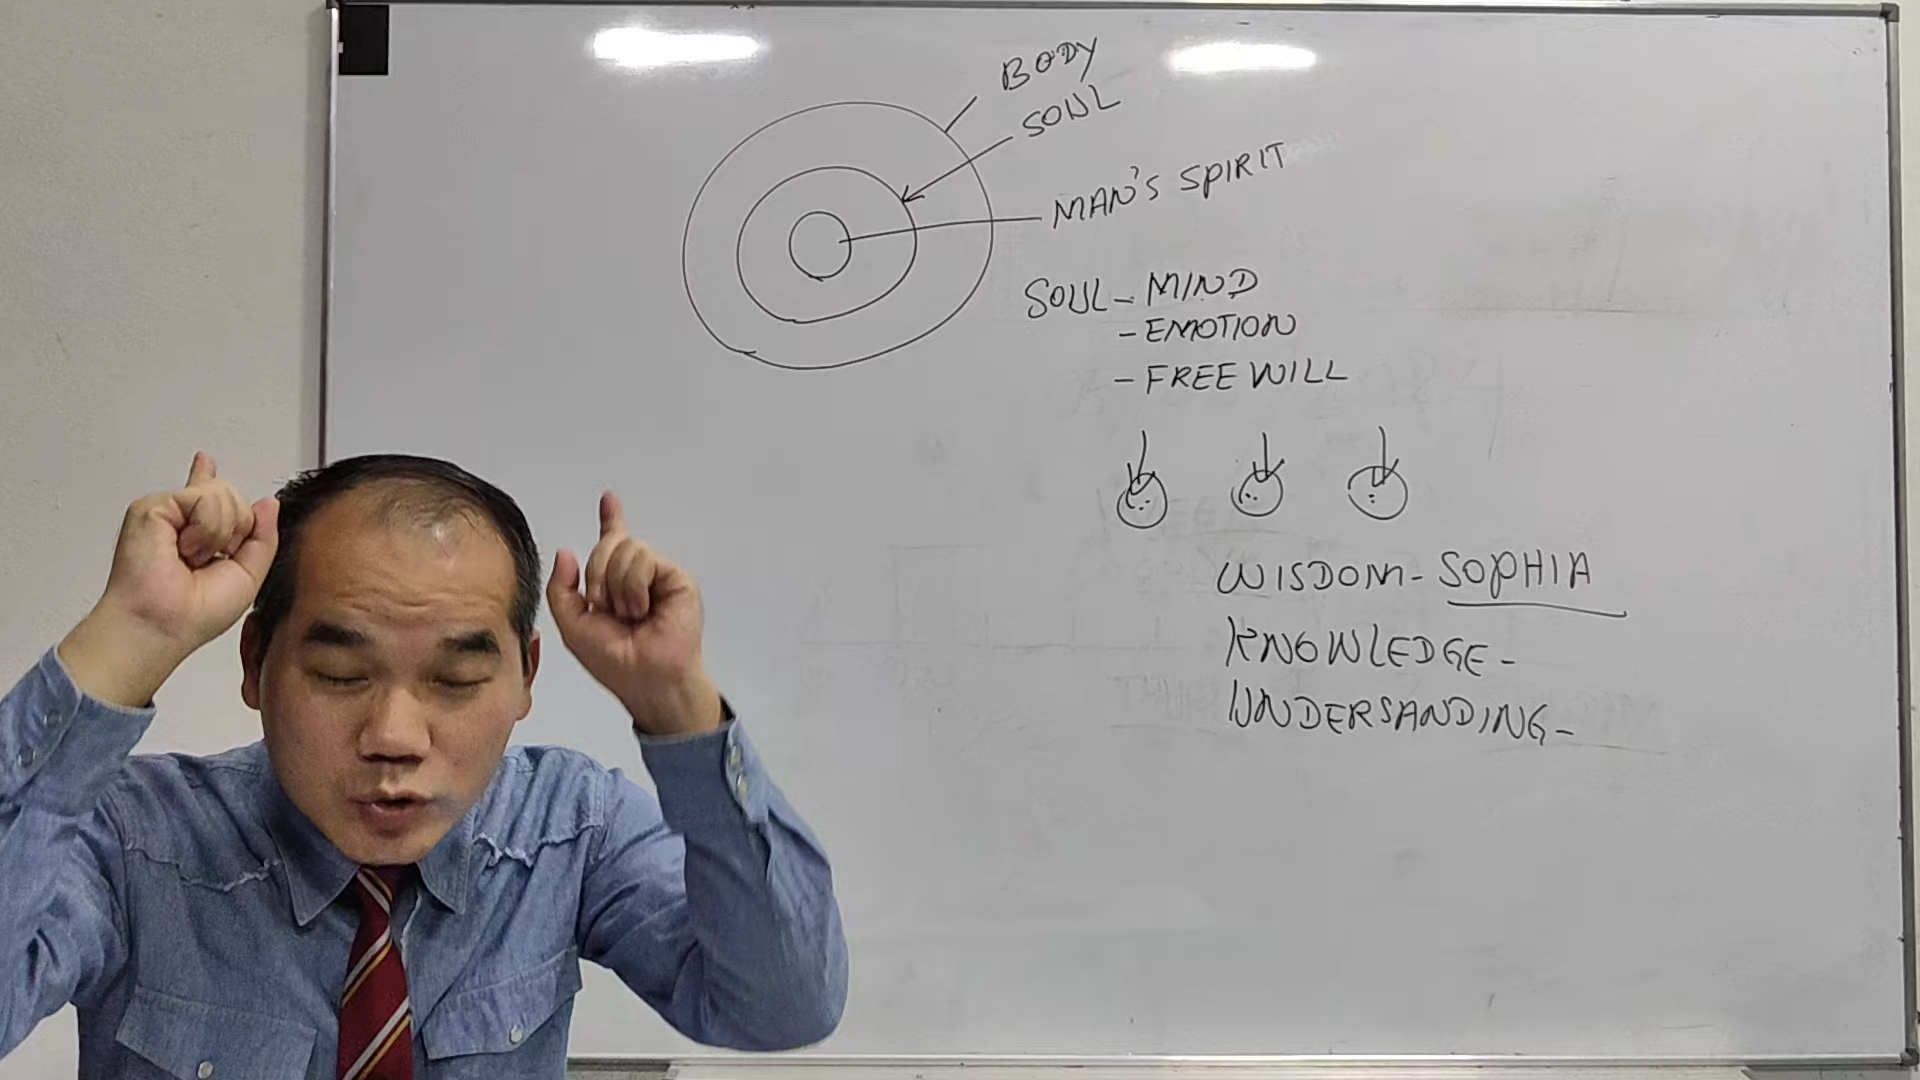 BODY
SOUL
MAN'S SPIRIT
SOUL - MIND
- EMOTION
- FREE WILL
WISDOM - SOPHIA
KNOWLEDGE -
UNDERSANDING -